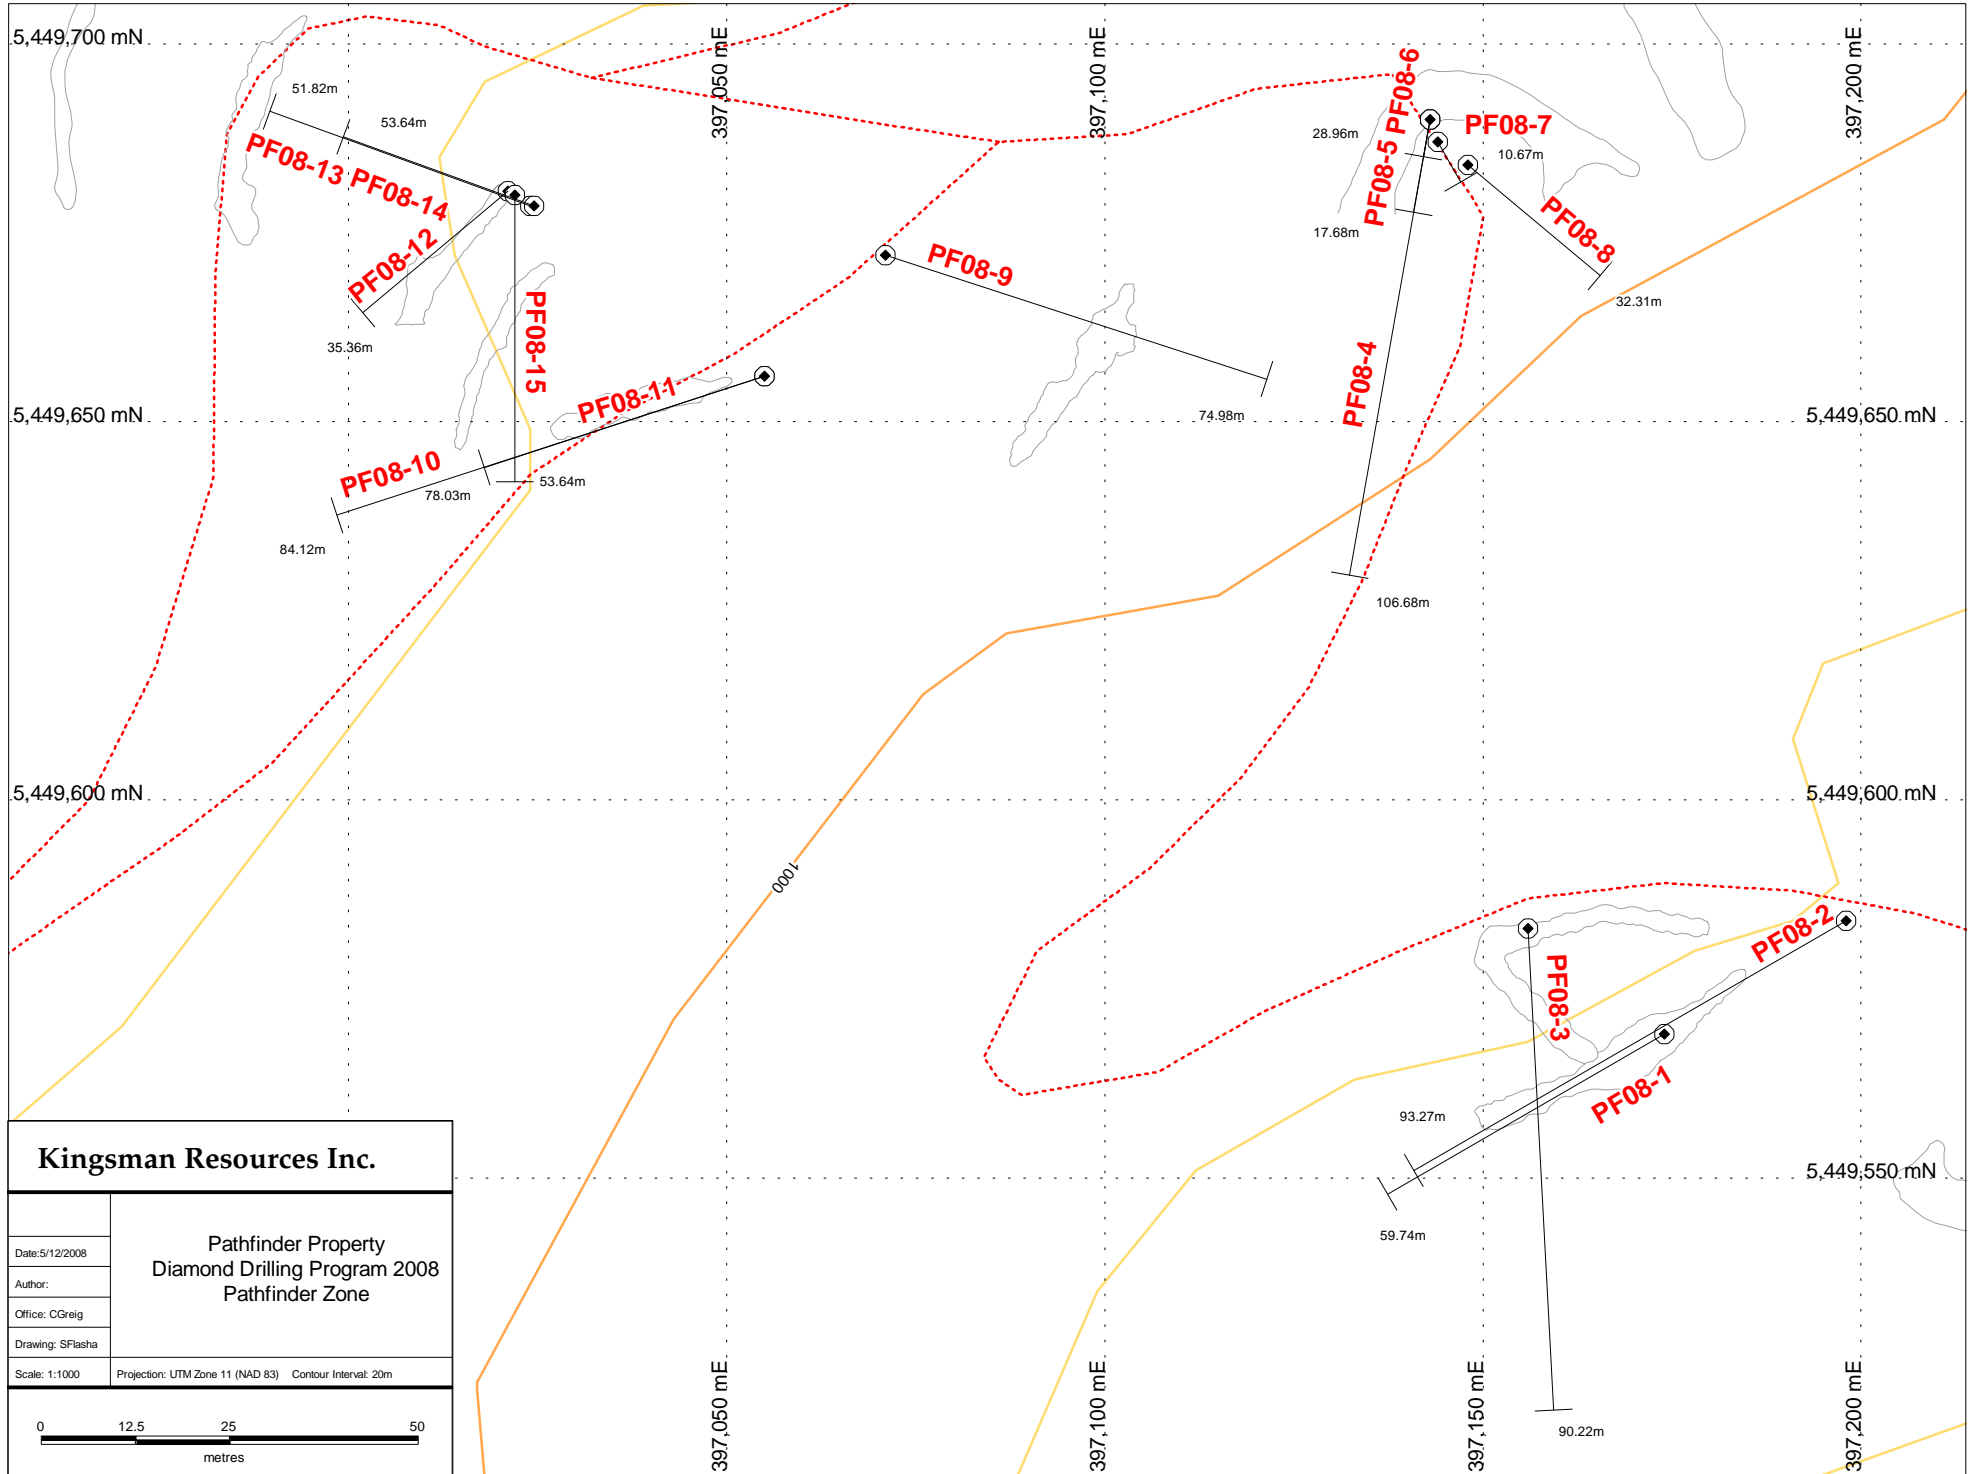 5,449,700 mN
397,050 mE
397,100 mE
397,200 mE
51.82m
53.64m
PF08-13 PF08-14
PF08-12
35.36m
PF08-15
PF08-11
PF08-10
78.03m
53.64m
84.12m
PF08-9
74.98m
28.96m
PF08-5 PF08-6
PF08-7
10.67m
17.68m
PF08-8
32.31m
PF08-4
106.68m
5,449,650 mN
5,449,650 mN
5,449,600 mN
5,449,600 mN
1000
PF08-2
PF08-3
PF08-1
93.27m
59.74m
90.22m
5,449,550 mN
397,050 mE
397,100 mE
397,150 mE
397,200 mE
Kingsman Resources Inc.
Pathfinder Property
Diamond Drilling Program 2008
Pathfinder Zone
Date:5/12/2008
Author:
Office: CGreig
Drawing: SFlasha
Scale: 1:1000
Projection: UTM Zone 11 (NAD 83) Contour Interval: 20m
0 12.5 25 50
metres